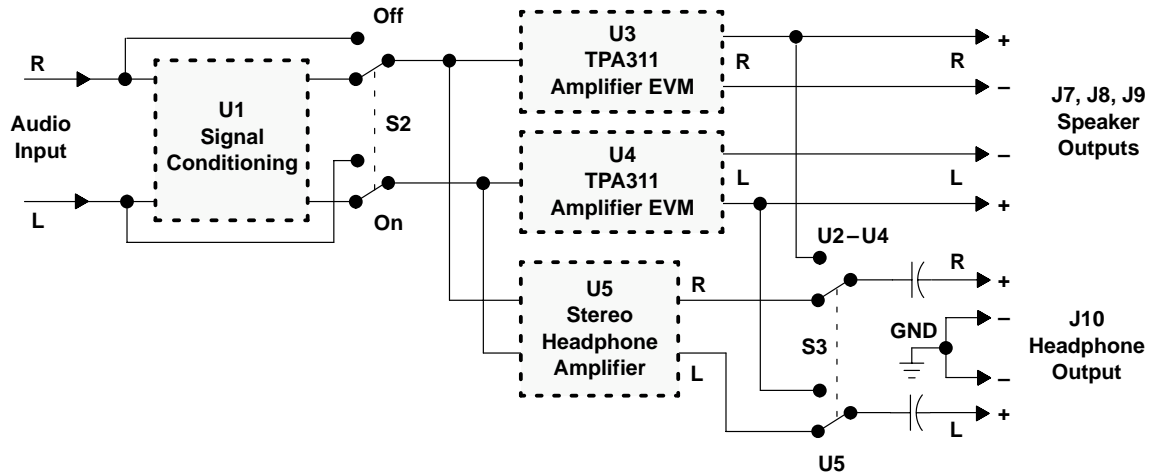 Off
R
Audio
Input
L
U1
Signal
Conditioning
S2
On
U3
TPA311
Amplifier EVM
R
R
+
–
U4
TPA311
Amplifier EVM
L
–
L
+
J7, J8, J9
Speaker
Outputs
U5
Stereo
Headphone
Amplifier
R
L
U2–U4
S3
U5
R
+
GND
–
–
+
L
J10
Headphone
Output